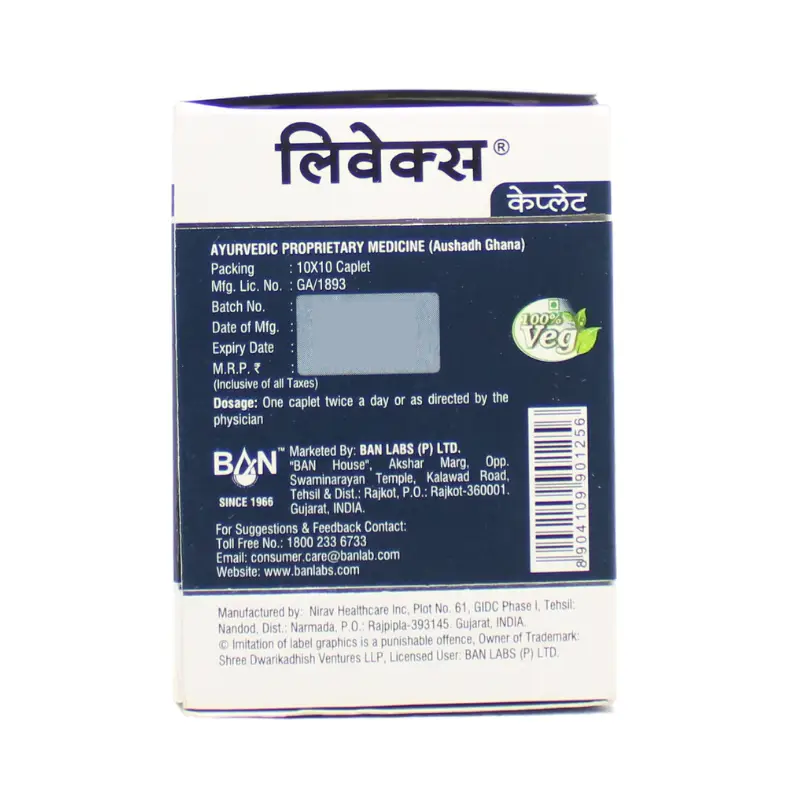 लिवेक्स®
केप्लेट
AYURVEDIC PROPRIETARY MEDICINE (Aushadh Ghana)
Packing : 10X10 Caplet
Mfg. Lic. No. : GA/1893
Batch No. :
Date of Mfg. :
Expiry Date :
M.R.P. ₹ :
(Inclusive of all Taxes)
100%
Veg
Dosage: One caplet twice a day or as directed by the
physician
BAN™
SINCE 1966
Marketed By: BAN LABS (P) LTD.
"BAN House", Akshar Marg, Opp.
Swaminarayan Temple, Kalawad Road,
Tehsil & Dist.: Rajkot, P.O.: Rajkot-360001.
Gujarat, INDIA.
For Suggestions & Feedback Contact:
Toll Free No.: 1800 233 6733
Email: consumer.care@banlab.com
Website: www.banlabs.com
8 904109 901256
Manufactured by: Nirav Healthcare Inc, Plot No. 61, GIDC Phase I, Tehsil:
Nandod, Dist.: Narmada, P.O.: Rajpipla-393145. Gujarat, INDIA.
© Imitation of label graphics is a punishable offence, Owner of Trademark:
Shree Dwarikadhish Ventures LLP, Licensed User: BAN LABS (P) LTD.